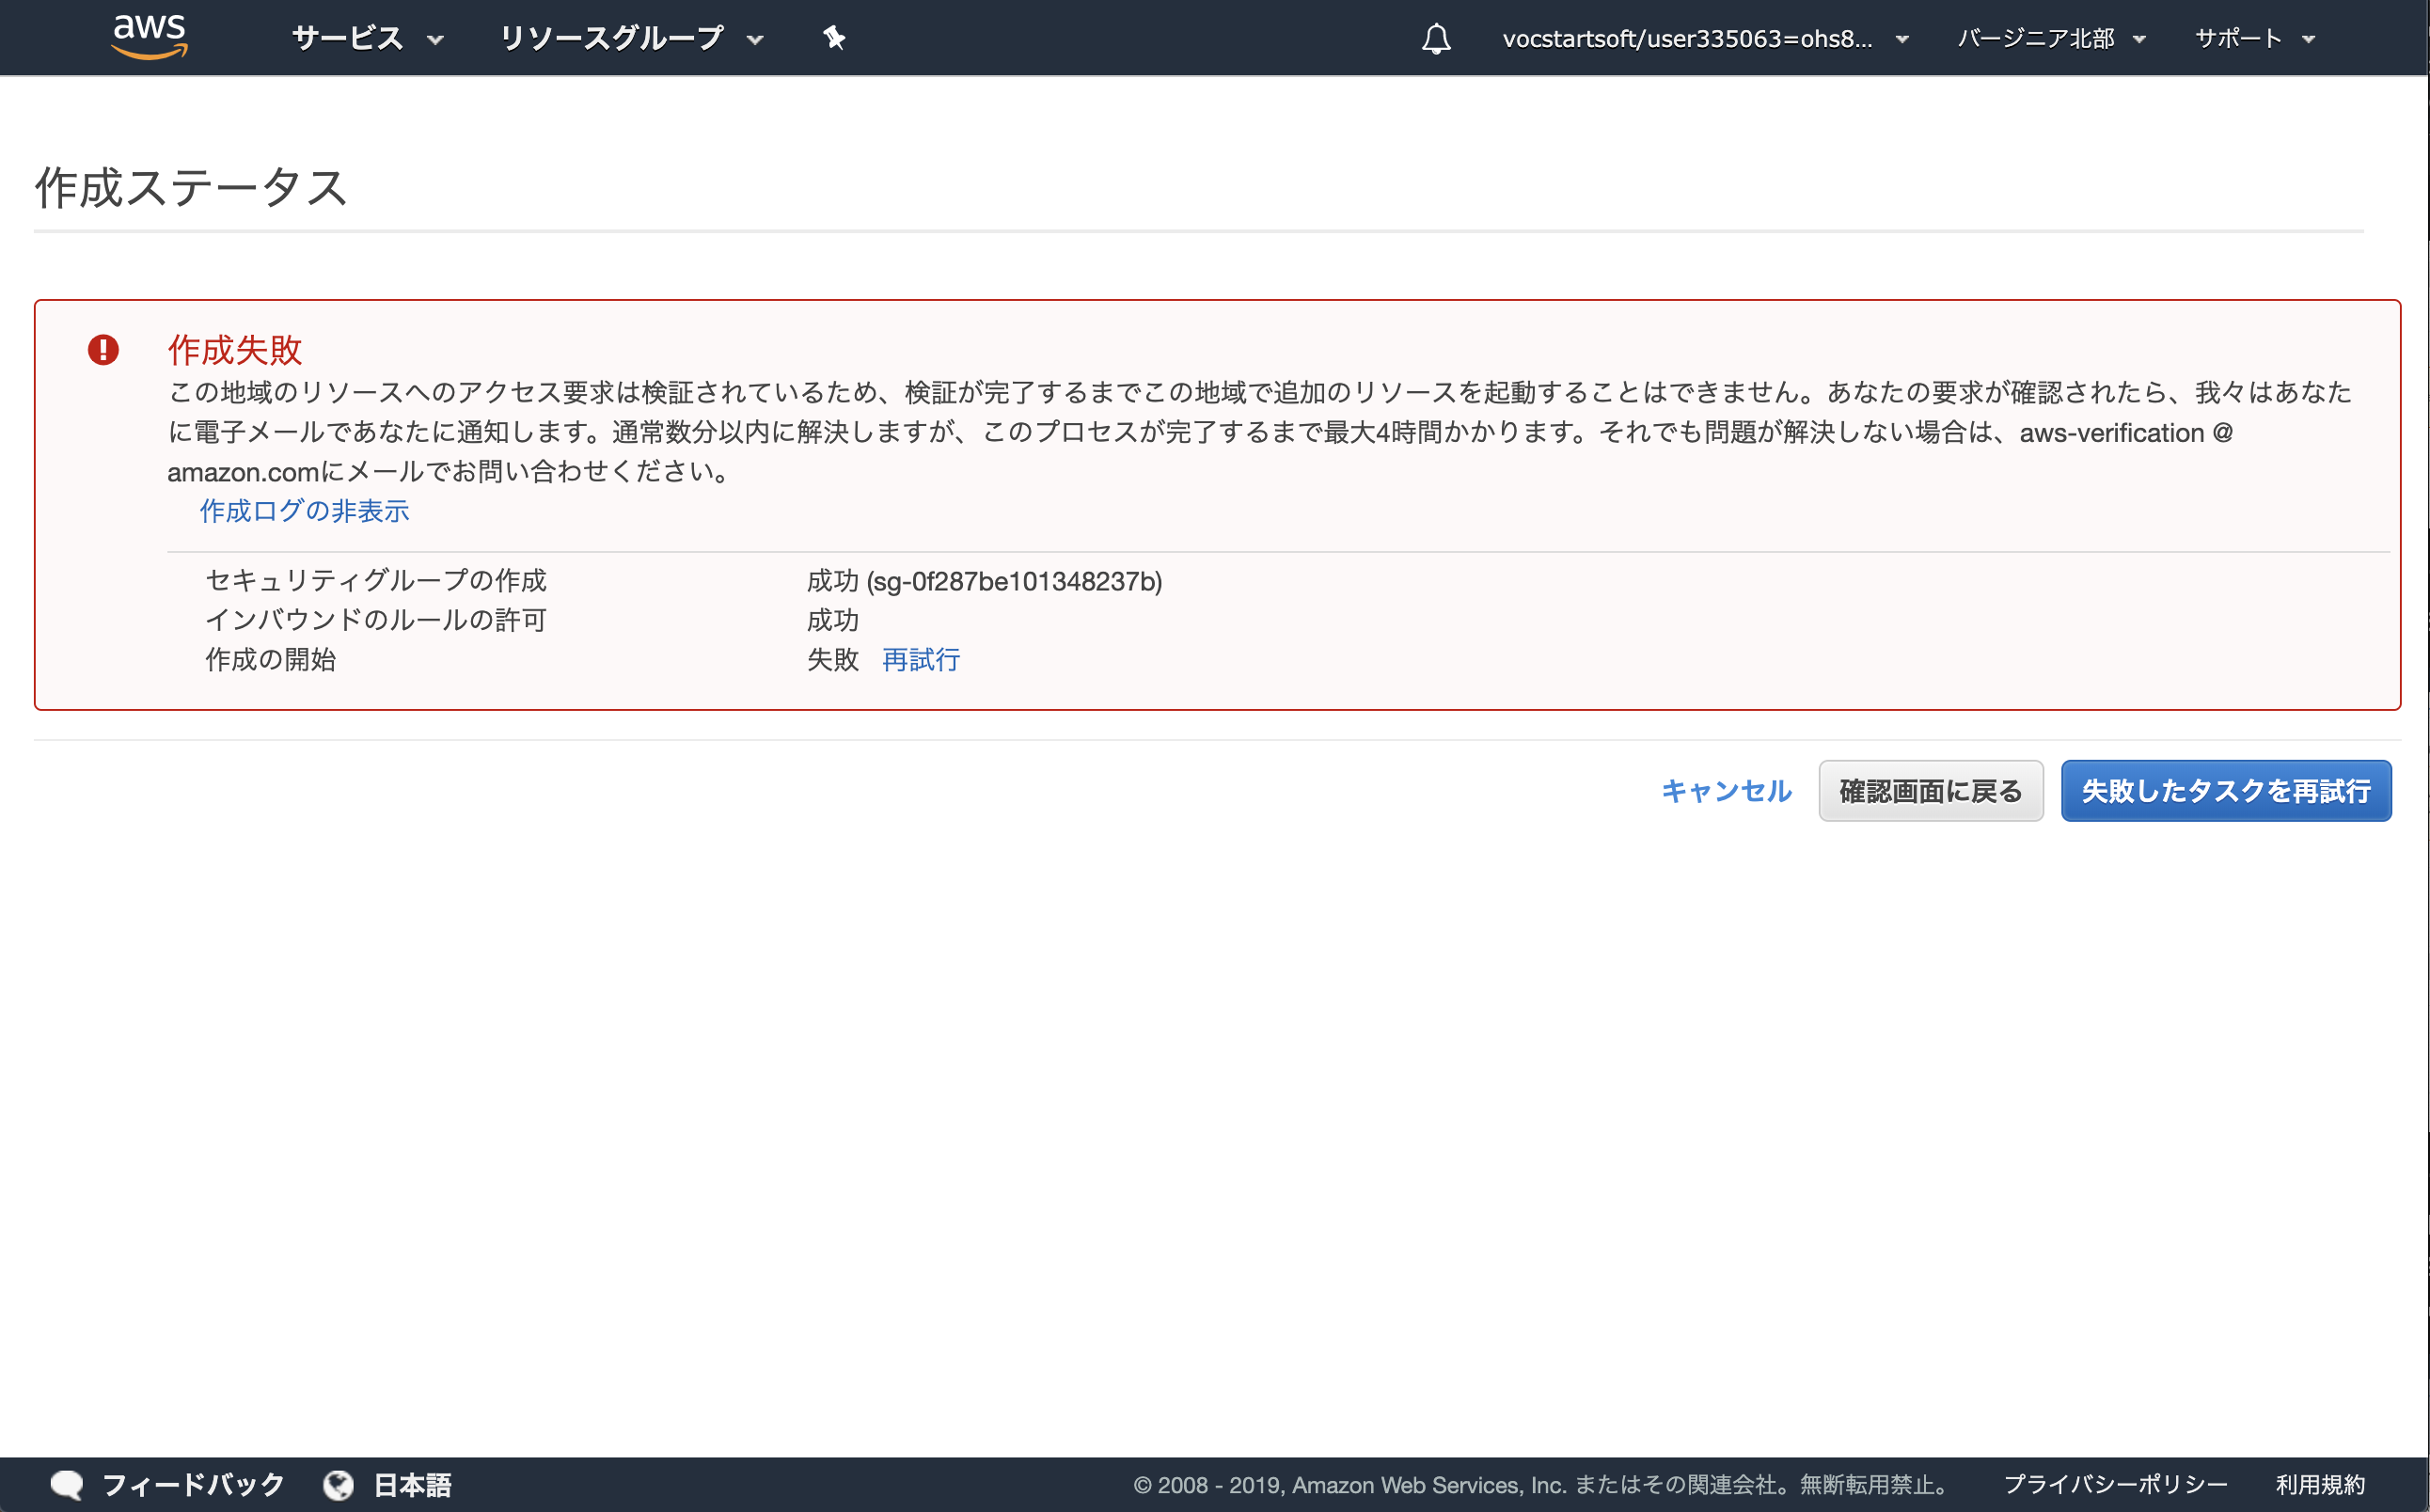 aws サービス リソースグループ vocstartsoft/user335063=ohs8... バージニア北部 サポート
作成ステータス
作成失敗
この地域のリソースへのアクセス要求は検証されているため、検証が完了するまでこの地域で追加のリソースを起動することはできません。あなたの要求が確認されたら、我々はあなた
に電子メールであなたに通知します。通常数分以内に解決しますが、このプロセスが完了するまで最大4時間かかります。それでも問題が解決しない場合は、aws-verification @
amazon.comにメールでお問い合わせください。
作成ログの非表示
セキュリティグループの作成 成功 (sg-0f287be101348237b)
インバウンドのルールの許可 成功
作成の開始 失敗 再試行
キャンセル 確認画面に戻る 失敗したタスクを再試行
フィードバック 日本語 © 2008 - 2019, Amazon Web Services, Inc. またはその関連会社。無断転用禁止。 プライバシーポリシー 利用規約